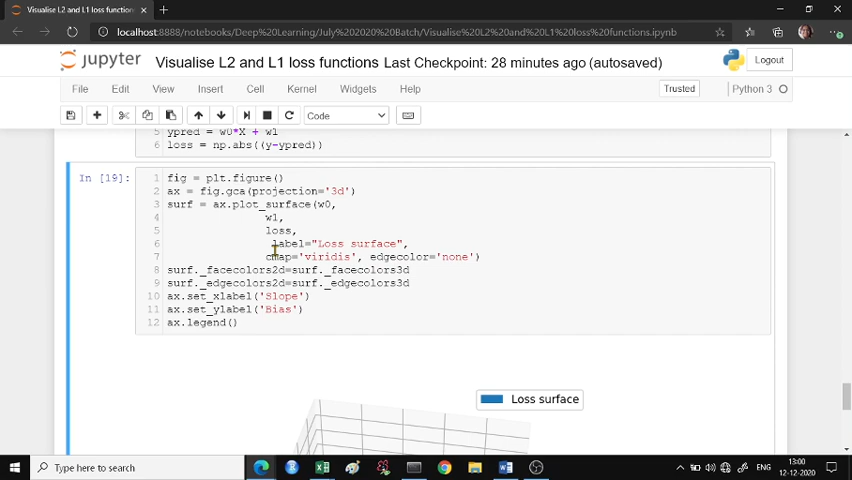 Visualise L2 and L1 loss function
localhost:8888/notebooks/Deep%20Learning/July%202020%20Batch/Visualise%20L2%20and%20L1%20loss%20functions.ipynb
jupyter Visualise L2 and L1 loss functions Last Checkpoint: 28 minutes ago (autosaved) Logout
File Edit View Insert Cell Kernel Widgets Help Trusted Python 3
Code
5 ypred = w0*X + w1
6 loss = np.abs((y-ypred))
In [19]:
1 fig = plt.figure()
2 ax = fig.gca(projection='3d')
3 surf = ax.plot_surface(w0,
4 w1,
5 loss,
6 label="Loss surface",
7 cmap='viridis', edgecolor='none')
8 surf._facecolors2d=surf._facecolors3d
9 surf._edgecolors2d=surf._edgecolors3d
10 ax.set_xlabel('Slope')
11 ax.set_ylabel('Bias')
12 ax.legend()
Loss surface
Type here to search
ENG
13:00
12-12-2020